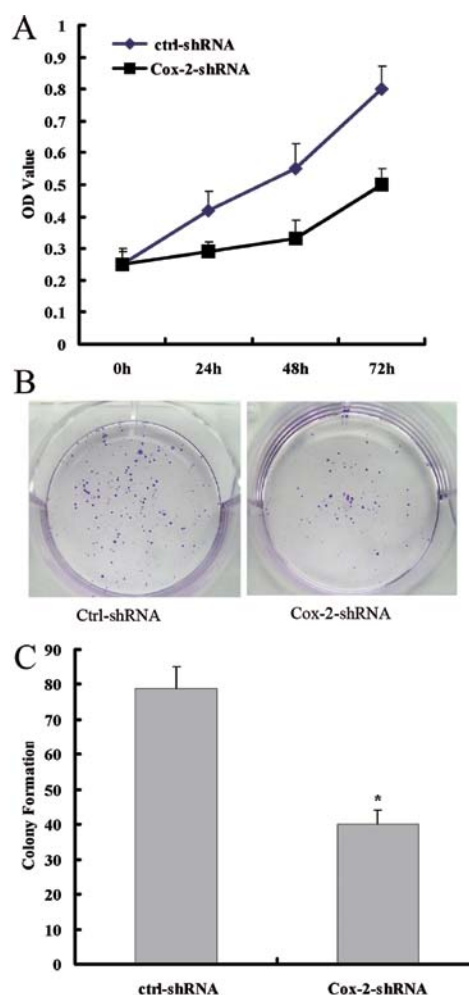 A
ctrl-shRNA
Cox-2-shRNA
OD Value
1
0.9
0.8
0.7
0.6
0.5
0.4
0.3
0.2
0.1
0
0h 24h 48h 72h
B
Ctrl-shRNA Cox-2-shRNA
C
Colony Formation
90
80
70
60
50
40
30
20
10
0
*
ctrl-shRNA Cox-2-shRNA